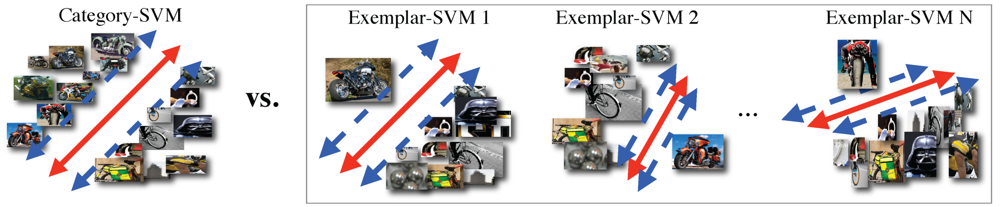 Category-SVM
vs.
Exemplar-SVM 1
Exemplar-SVM 2
...
Exemplar-SVM N